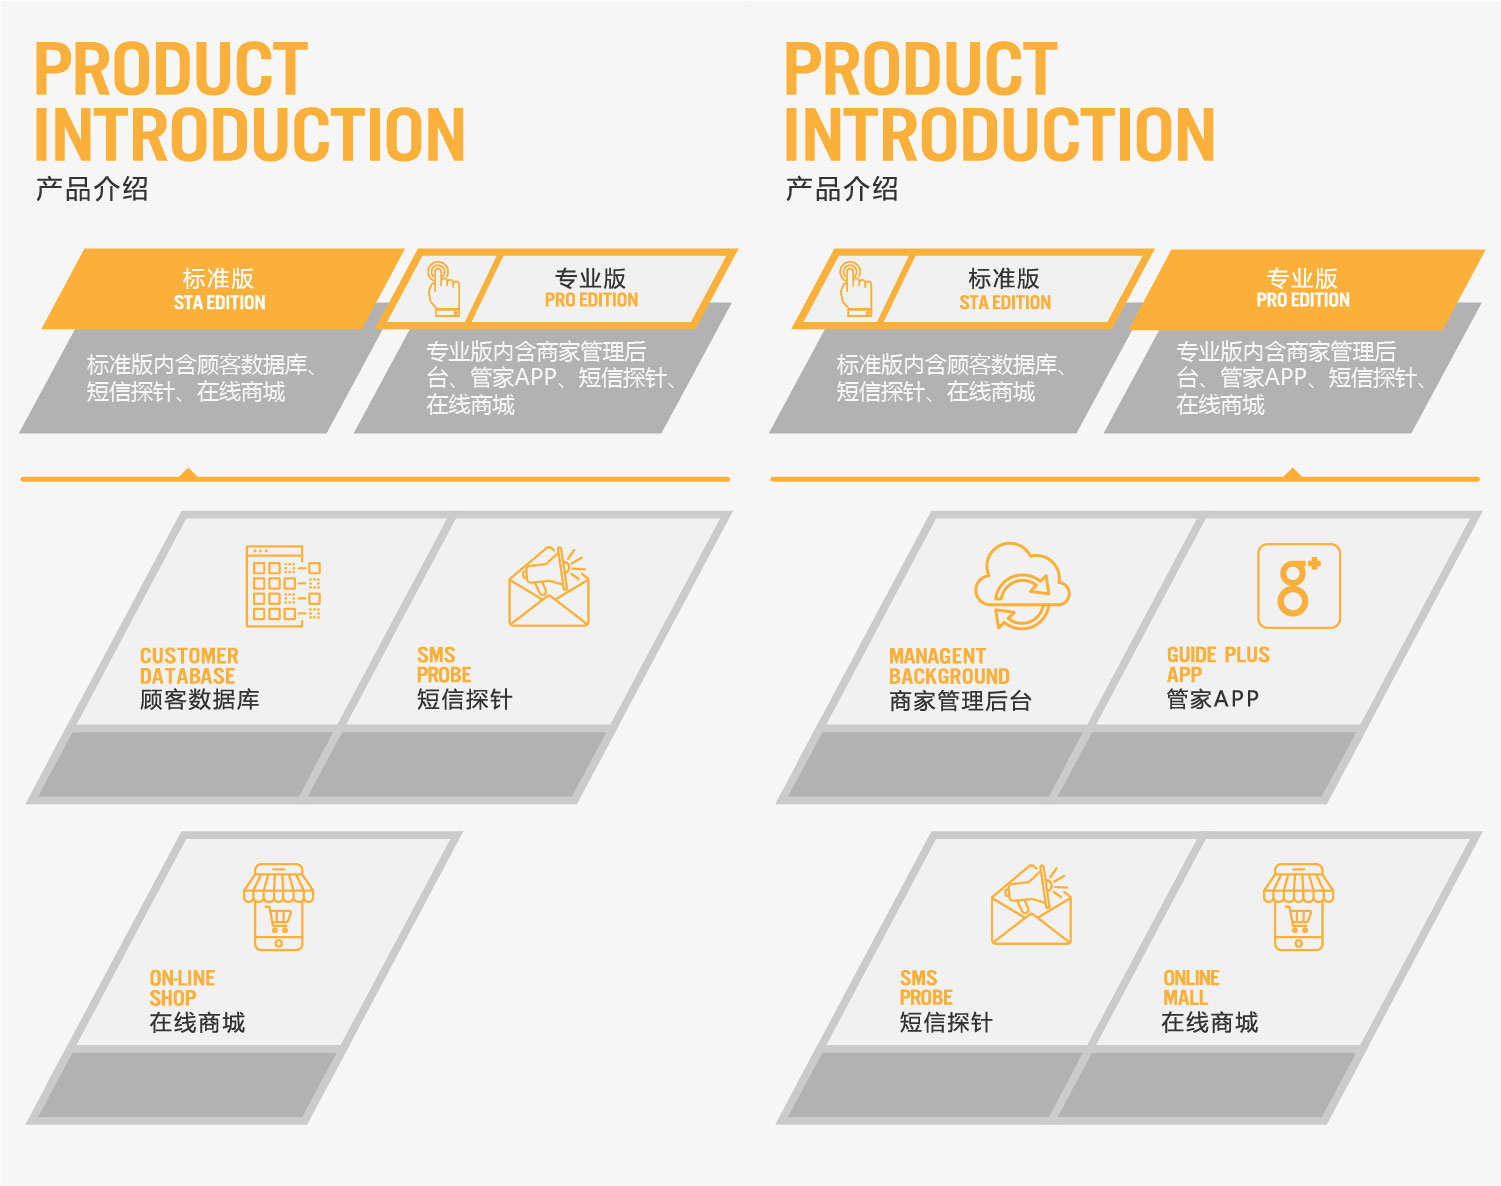 PRODUCT
INTRODUCTION
产品介绍
标准版
STA EDITION
专业版
PRO EDITION
标准版内含顾客数据库、
短信探针、在线商城
专业版内含商家管理后
台、管家APP、短信探针、
在线商城
CUSTOMER
DATABASE
顾客数据库
SMS
PROBE
短信探针
ON-LINE
SHOP
在线商城
PRODUCT
INTRODUCTION
产品介绍
标准版
STA EDITION
专业版
PRO EDITION
标准版内含顾客数据库、
短信探针、在线商城
专业版内含商家管理后
台、管家APP、短信探针、
在线商城
MANAGENT
BACKGROUND
商家管理后台
g+
GUIDE PLUS
APP
管家APP
SMS
PROBE
短信探针
ONLINE
MALL
在线商城